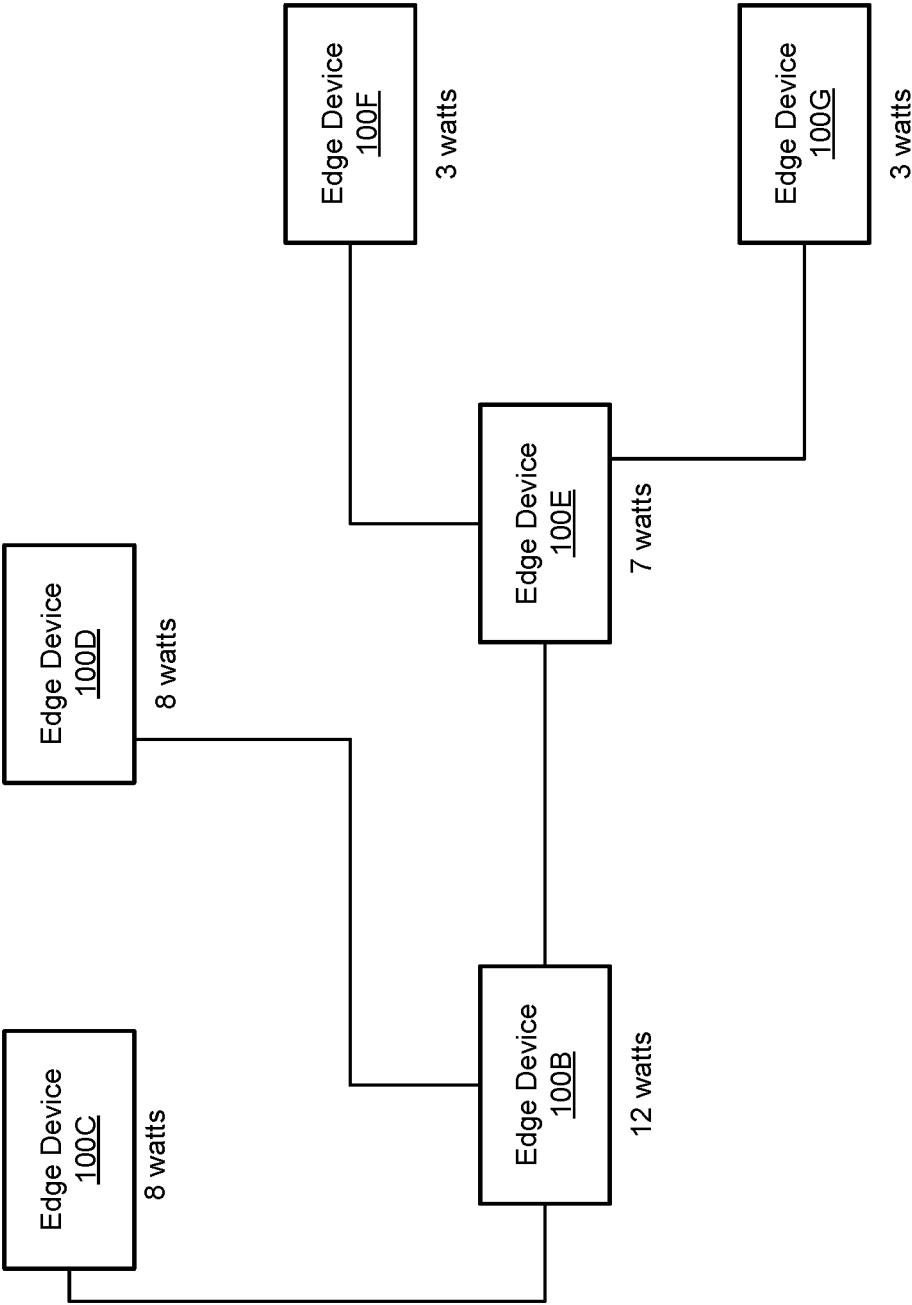 Edge Device
100C
8 watts
Edge Device
100D
8 watts
Edge Device
100F
3 watts
Edge Device
100B
12 watts
Edge Device
100E
7 watts
Edge Device
100G
3 watts